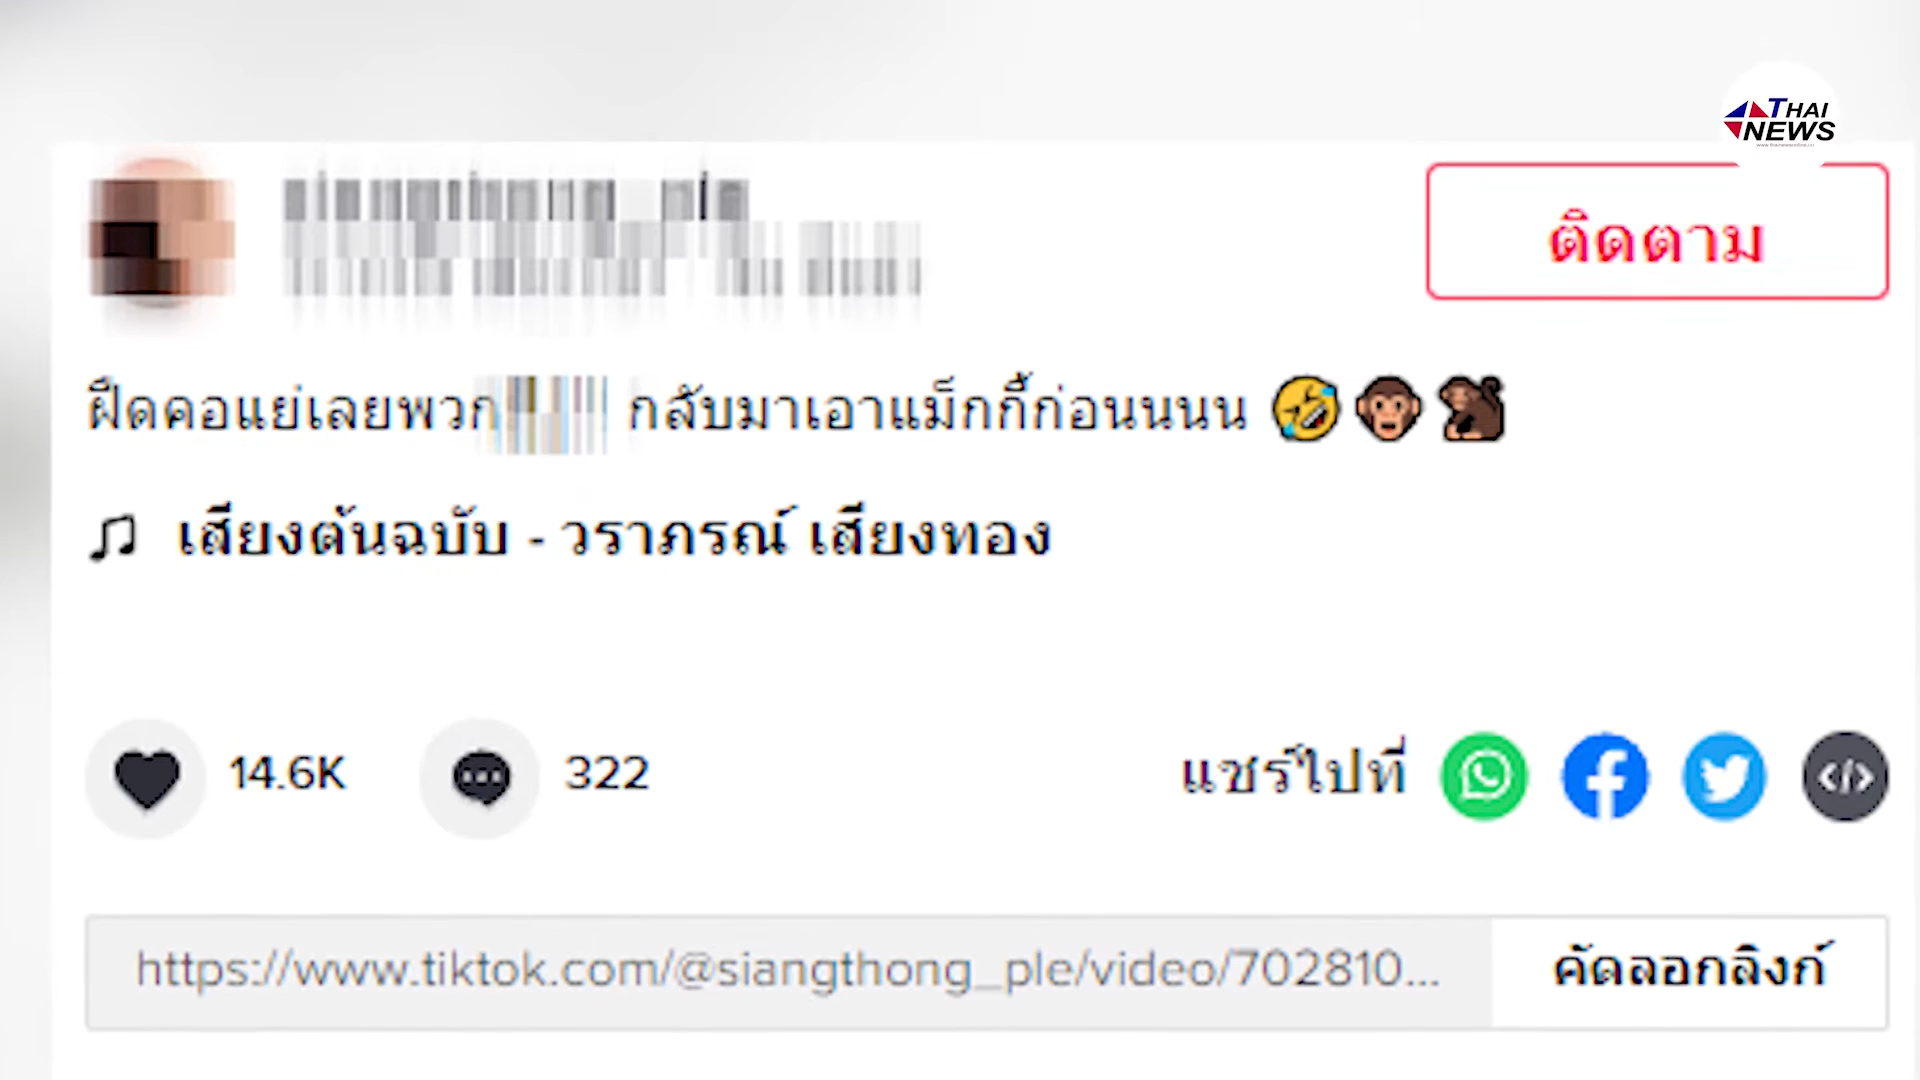 THAI
NEWS
ติดตาม
ฝืดคอแย่เลยพวก กลับมาเอาแม็กกี้ก่อนนนน 🤣🐵🐒
เสียงต้นฉบับ - วราภรณ์ เสียงทอง
14.6K
322
แชร์ไปที่
https://www.tiktok.com/@siangthong_ple/video/702810...
คัดลอกลิงก์